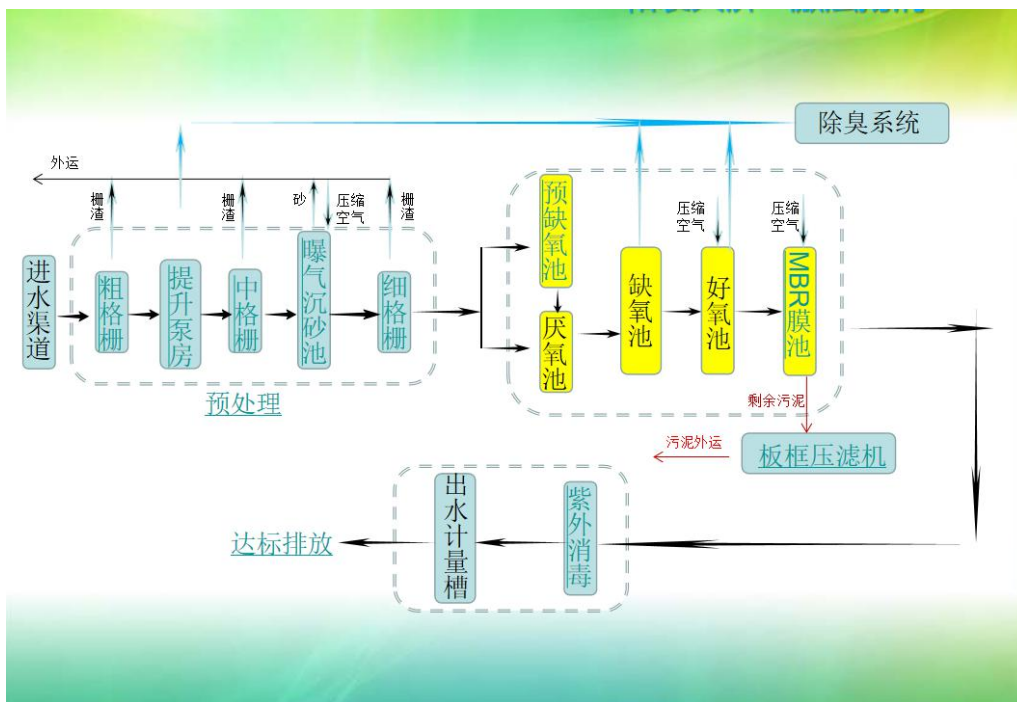 除臭系统
外运
栅渣
栅渣
砂
压缩空气
栅渣
压缩空气
压缩空气
进水渠道
粗格栅
提升泵房
中格栅
曝气沉砂池
细格栅
预缺氧池
厌氧池
缺氧池
好氧池
MBR膜池
预处理
剩余污泥
污泥外运
板框压滤机
出水计量槽
紫外消毒
达标排放